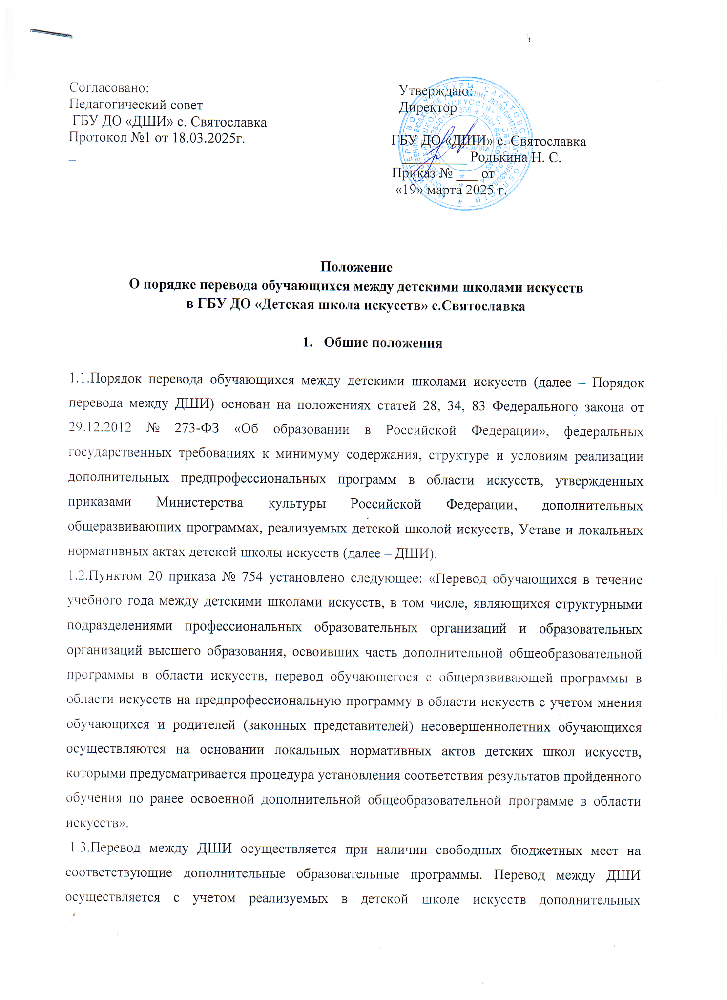 Согласовано:
Педагогический совет
ГБУ ДО «ДШИ» с. Святославка
Протокол №1 от 18.03.2025г.
Утверждаю:
Директор
ГБУ ДО «ДШИ» с. Святославка
_________ Родькина Н. С.
Приказ № ___ от
«19» марта 2025 г.
Положение
О порядке перевода обучающихся между детскими школами искусств
в ГБУ ДО «Детская школа искусств» с.Святославка
1. Общие положения
1.1.Порядок перевода обучающихся между детскими школами искусств (далее – Порядок
перевода между ДШИ) основан на положениях статей 28, 34, 83 Федерального закона от
29.12.2012 № 273-ФЗ «Об образовании в Российской Федерации», федеральных
государственных требованиях к минимуму содержания, структуре и условиям реализации
дополнительных предпрофессиональных программ в области искусств, утвержденных
приказами Министерства культуры Российской Федерации, дополнительных
общеразвивающих программах, реализуемых детской школой искусств, Уставе и локальных
нормативных актах детской школы искусств (далее – ДШИ).
1.2.Пунктом 20 приказа № 754 установлено следующее: «Перевод обучающихся в течение
учебного года между детскими школами искусств, в том числе, являющихся структурными
подразделениями профессиональных образовательных организаций и образовательных
организаций высшего образования, освоивших часть дополнительной общеобразовательной
программы в области искусств, перевод обучающегося с общеразвивающей программы в
области искусств на предпрофессиональную программу в области искусств с учетом мнения
обучающихся и родителей (законных представителей) несовершеннолетних обучающихся
осуществляются на основании локальных нормативных актов детских школ искусств,
которыми предусматривается процедура установления соответствия результатов пройденного
обучения по ранее освоенной дополнительной общеобразовательной программе в области
искусств».
1.3.Перевод между ДШИ осуществляется при наличии свободных бюджетных мест на
соответствующие дополнительные образовательные программы. Перевод между ДШИ
осуществляется с учетом реализуемых в детской школе искусств дополнительных